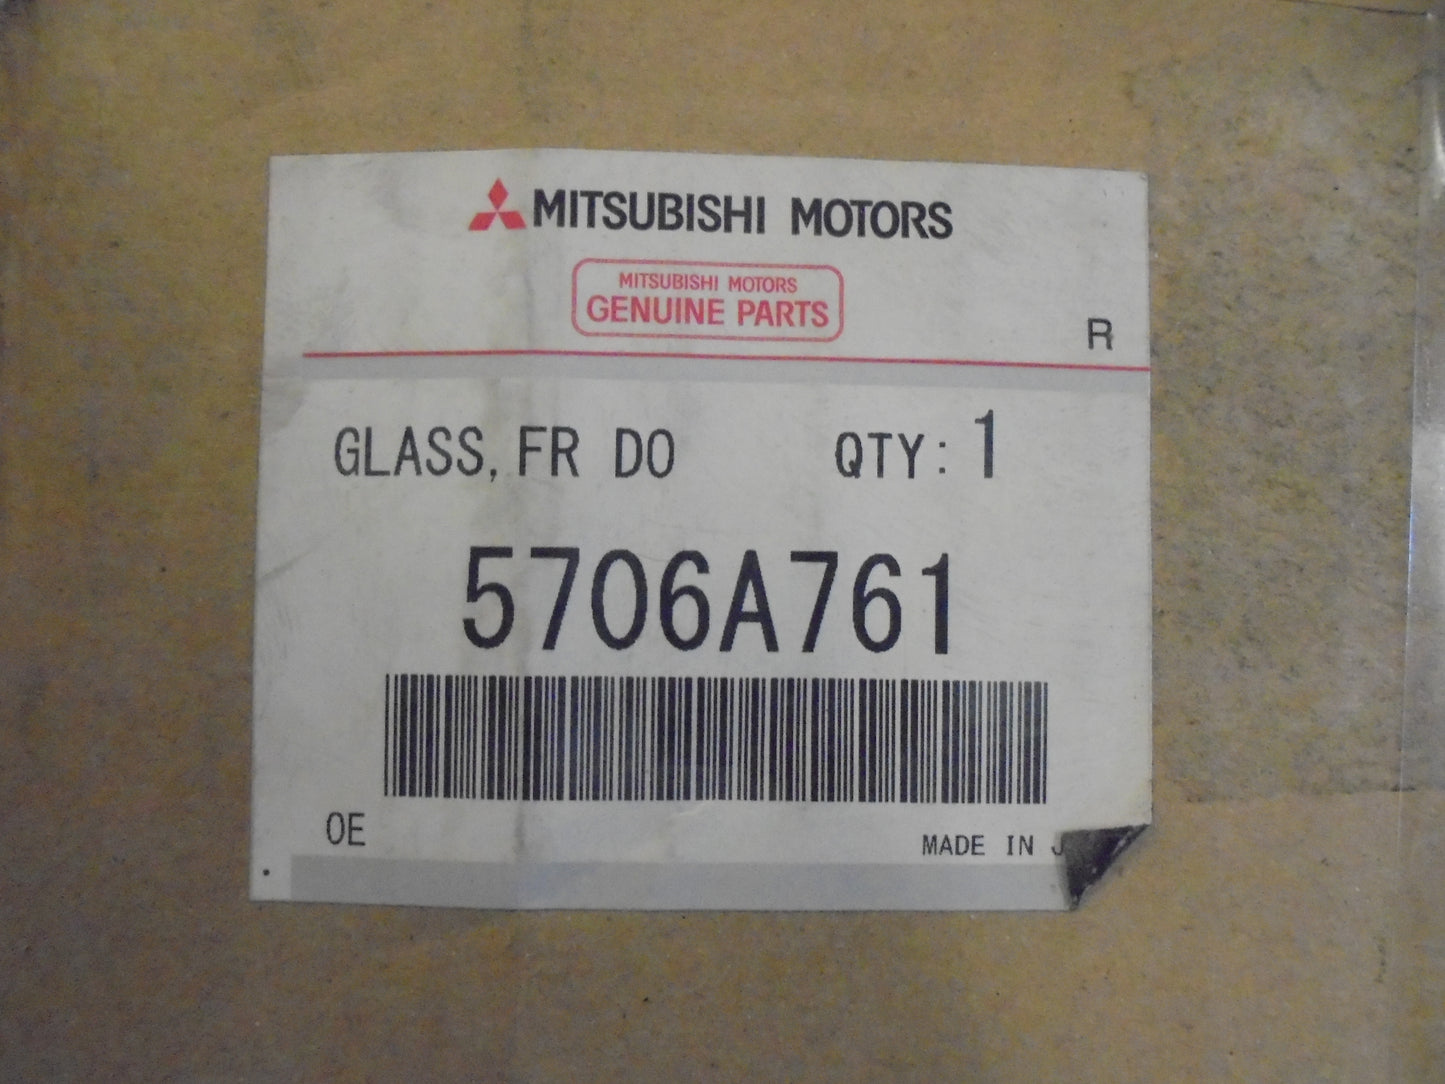 MITSUBISHI MOTORS
MITSUBISHI MOTORS
GENUINE PARTS
R
GLASS, FR DO QTY: 1
5706A761
OE
MADE IN J